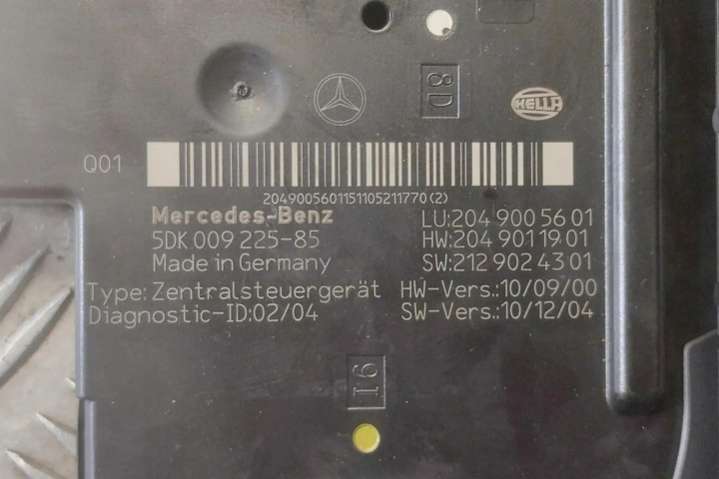 8D
HELLA
Q01
2049005601151105211770(2)
Mercedes-Benz
LU:204 900 56 01
5DK 009 225-85
HW:204 901 19 01
Made in Germany
SW:212 902 43 01
Type: Zentralsteuergerät HW-Vers.:10/09/00
Diagnostic-ID:02/04 SW-Vers.:10/12/04